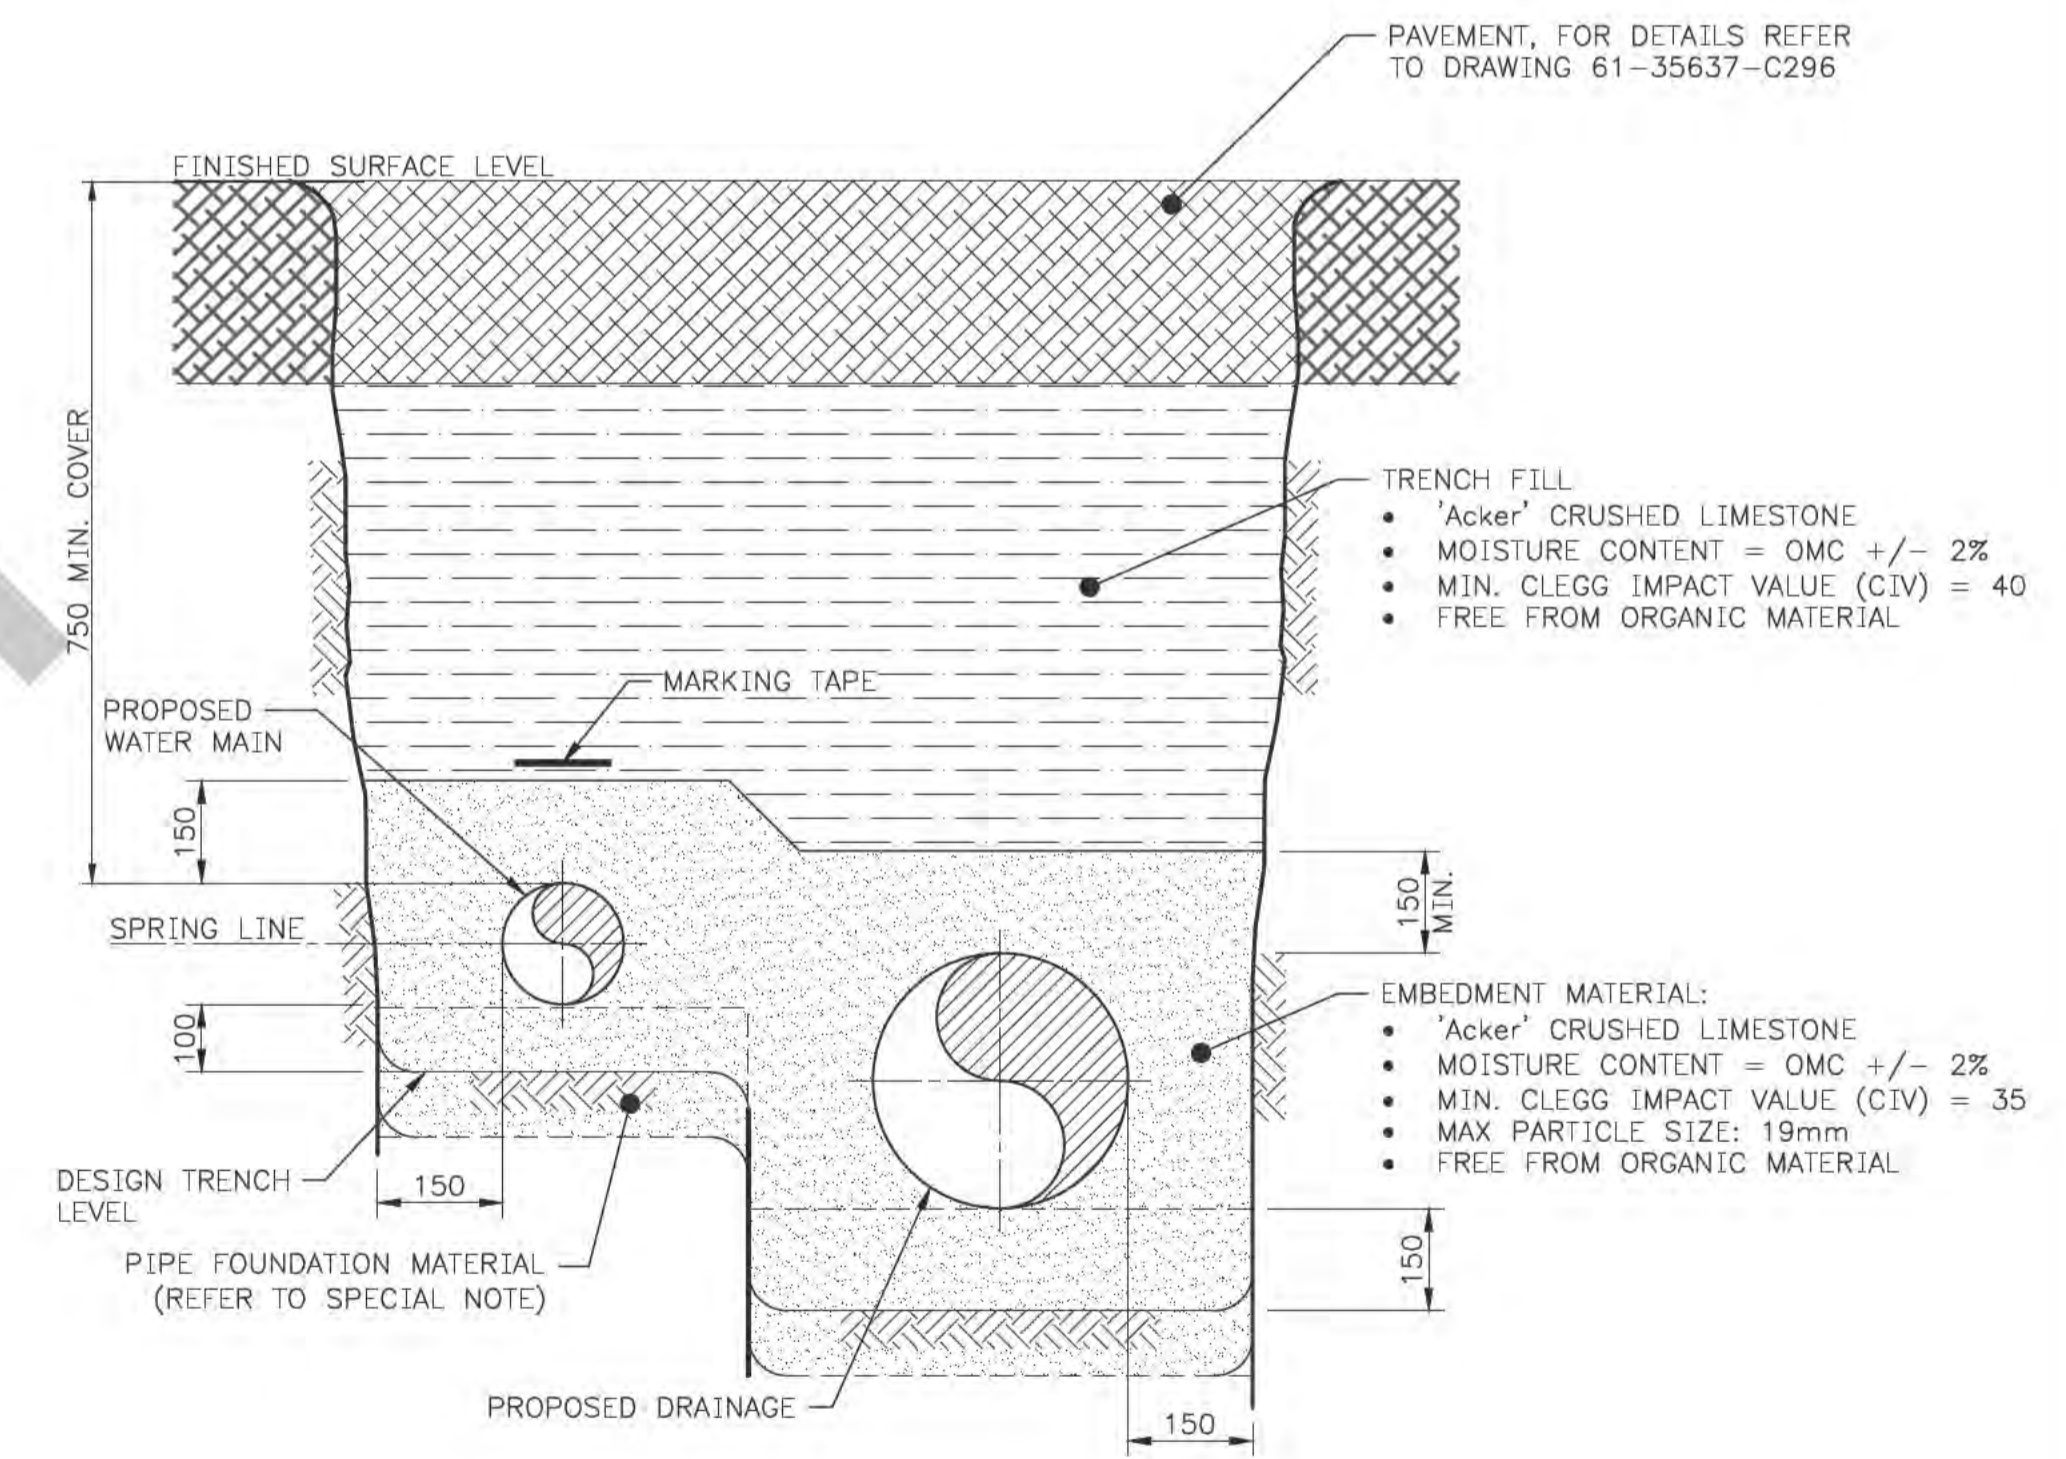 PAVEMENT, FOR DETAILS REFER
TO DRAWING 61-35637-C296
FINISHED SURFACE LEVEL
750 MIN. COVER
TRENCH FILL
• 'Acker' CRUSHED LIMESTONE
• MOISTURE CONTENT = OMC +/- 2%
• MIN. CLEGG IMPACT VALUE (CIV) = 40
• FREE FROM ORGANIC MATERIAL
MARKING TAPE
PROPOSED
WATER MAIN
150
150
MIN.
SPRING LINE
100
EMBEDMENT MATERIAL:
• 'Acker' CRUSHED LIMESTONE
• MOISTURE CONTENT = OMC +/- 2%
• MIN. CLEGG IMPACT VALUE (CIV) = 35
• MAX PARTICLE SIZE: 19mm
• FREE FROM ORGANIC MATERIAL
DESIGN TRENCH
LEVEL
150
PIPE FOUNDATION MATERIAL
(REFER TO SPECIAL NOTE)
150
PROPOSED DRAINAGE
150